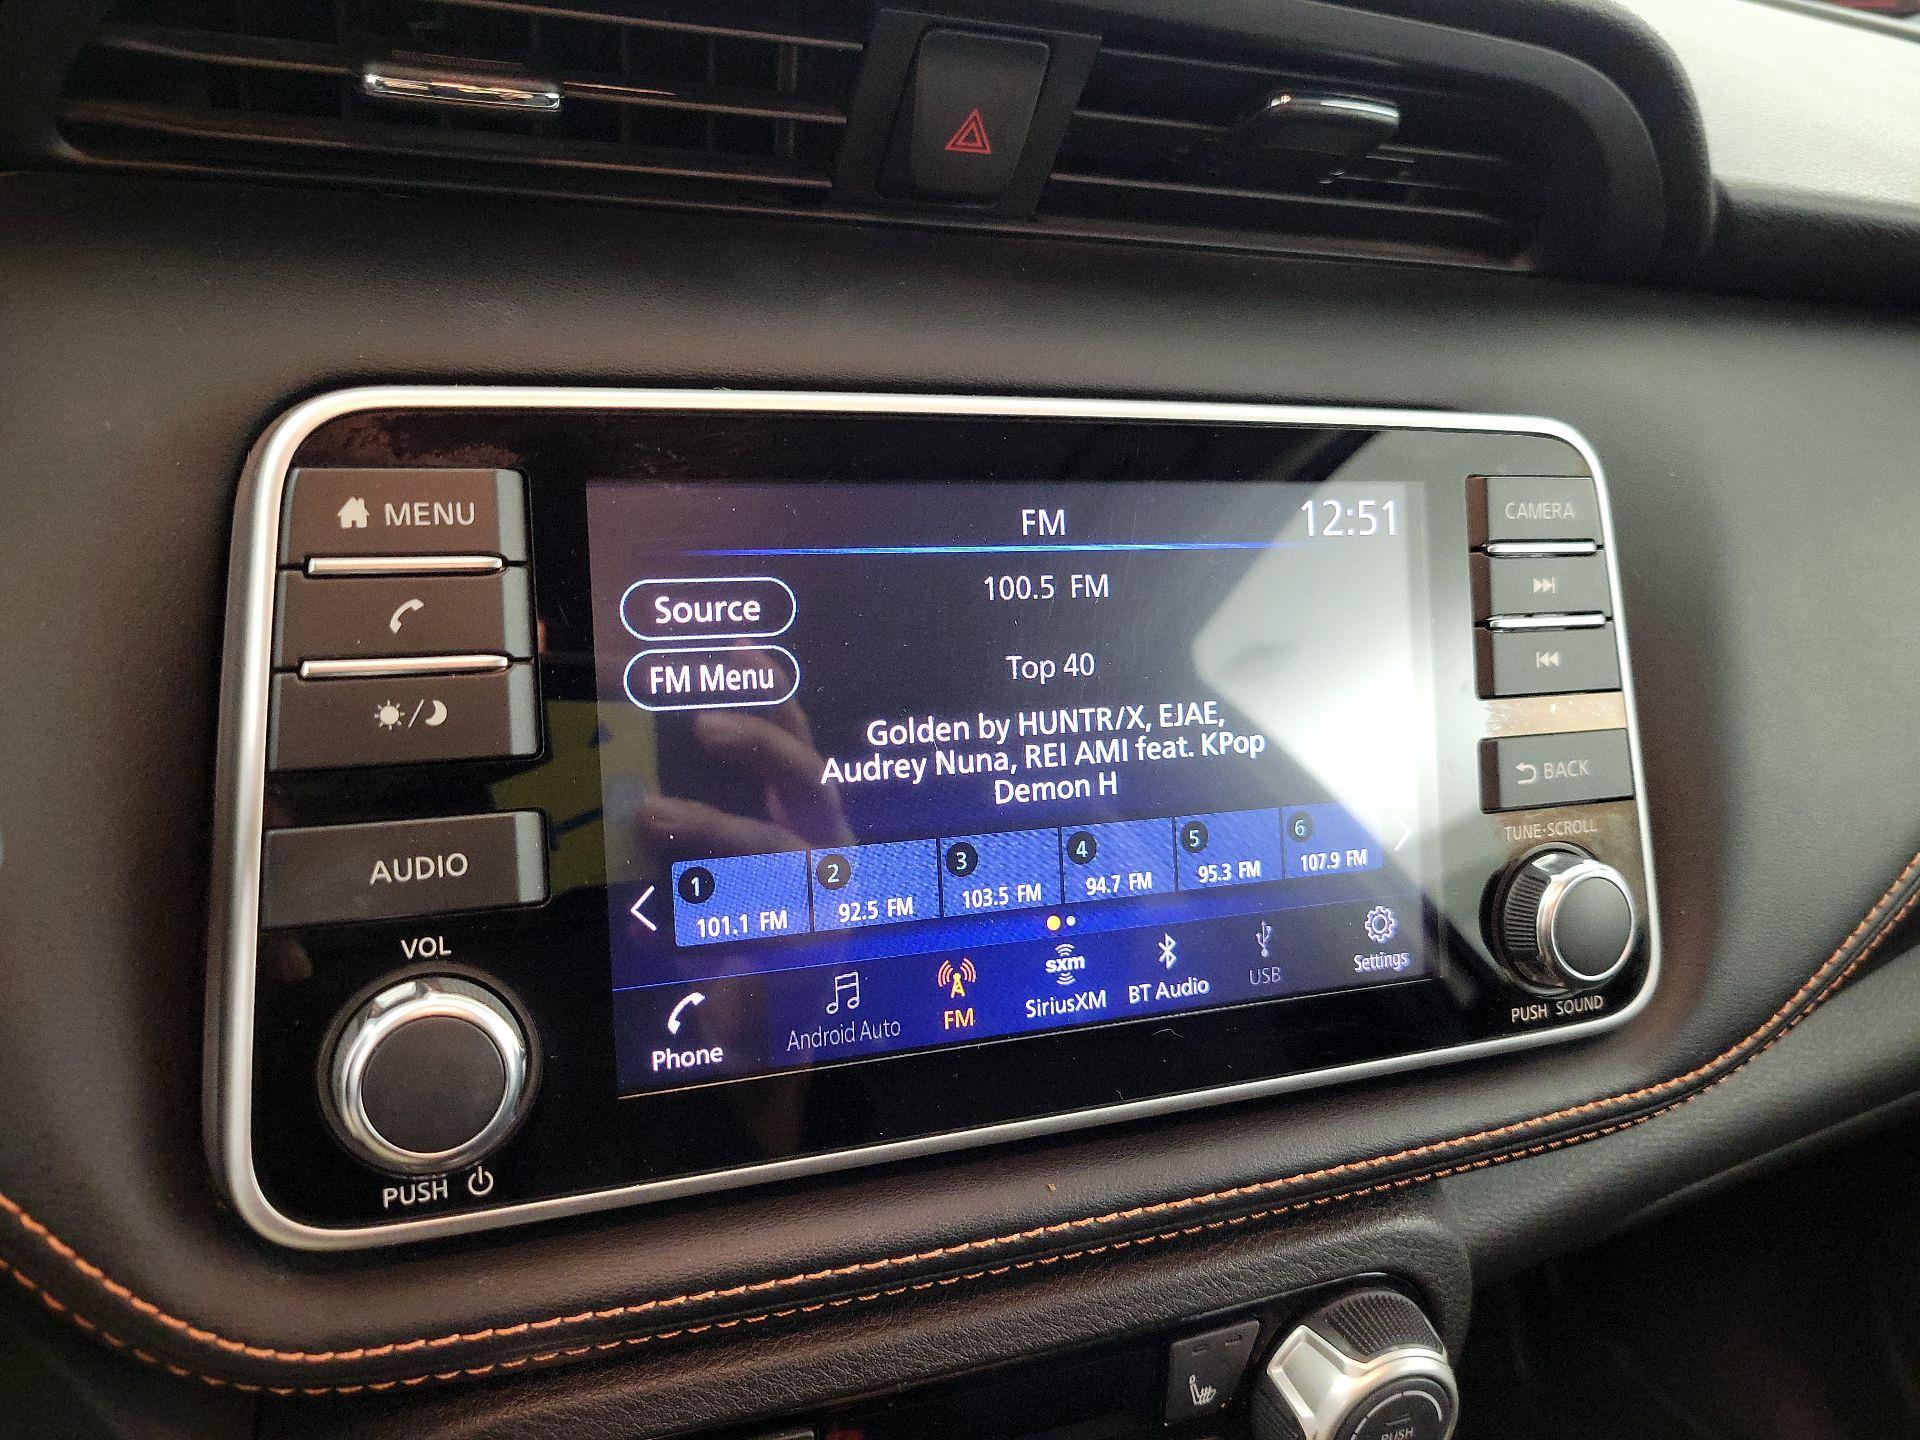 MENU
AUDIO
VOL
PUSH
FM
12:51
Source
100.5 FM
FM Menu
Top 40
Golden by HUNTR/X, EJAE,
Audrey Nuna, REI AMI feat. KPop
Demon H
1
2
3
4
5
6
101.1 FM
92.5 FM
103.5 FM
94.7 FM
95.3 FM
107.9 FM
Phone
Android Auto
FM
sxm
SiriusXM
BT Audio
USB
Settings
CAMERA
BACK
TUNE·SCROLL
PUSH SOUND
PUSH